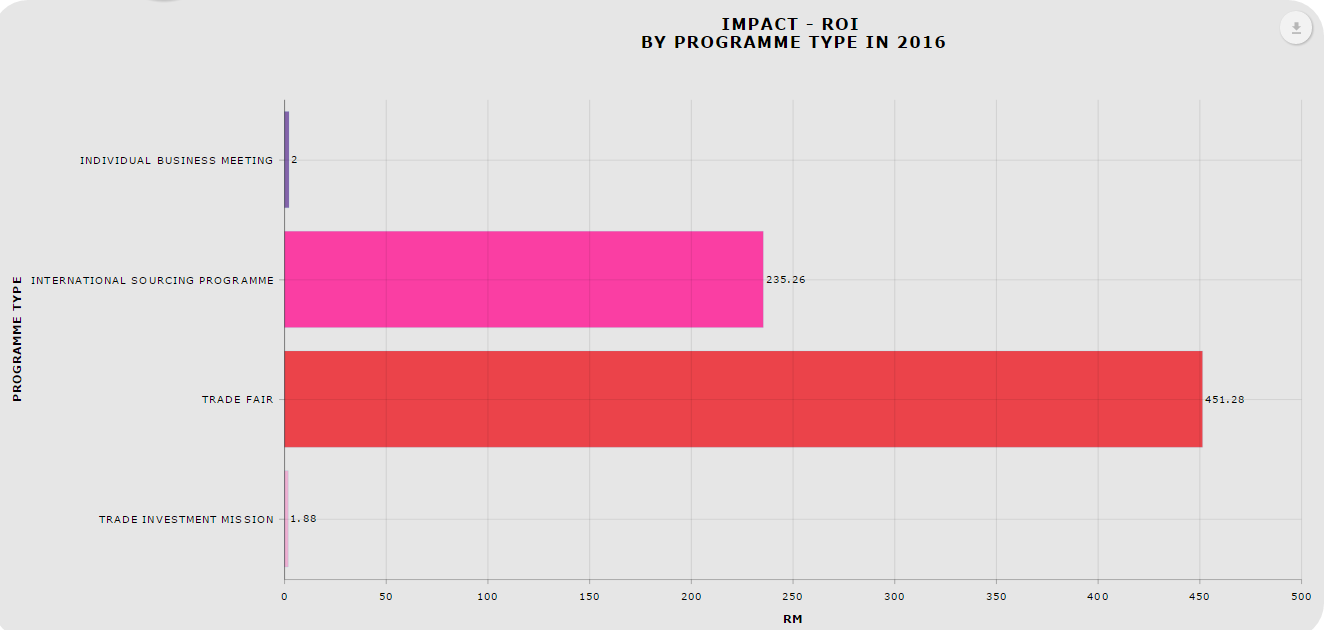 IMPACT - ROI
BY PROGRAMME TYPE IN 2016
PROGRAMME TYPE
INDIVIDUAL BUSINESS MEETING
2
INTERNATIONAL SOURCING PROGRAMME
235.26
TRADE FAIR
451.28
TRADE INVESTMENT MISSION
1.88
0 50 100 150 200 250 300 350 400 450 500
RM